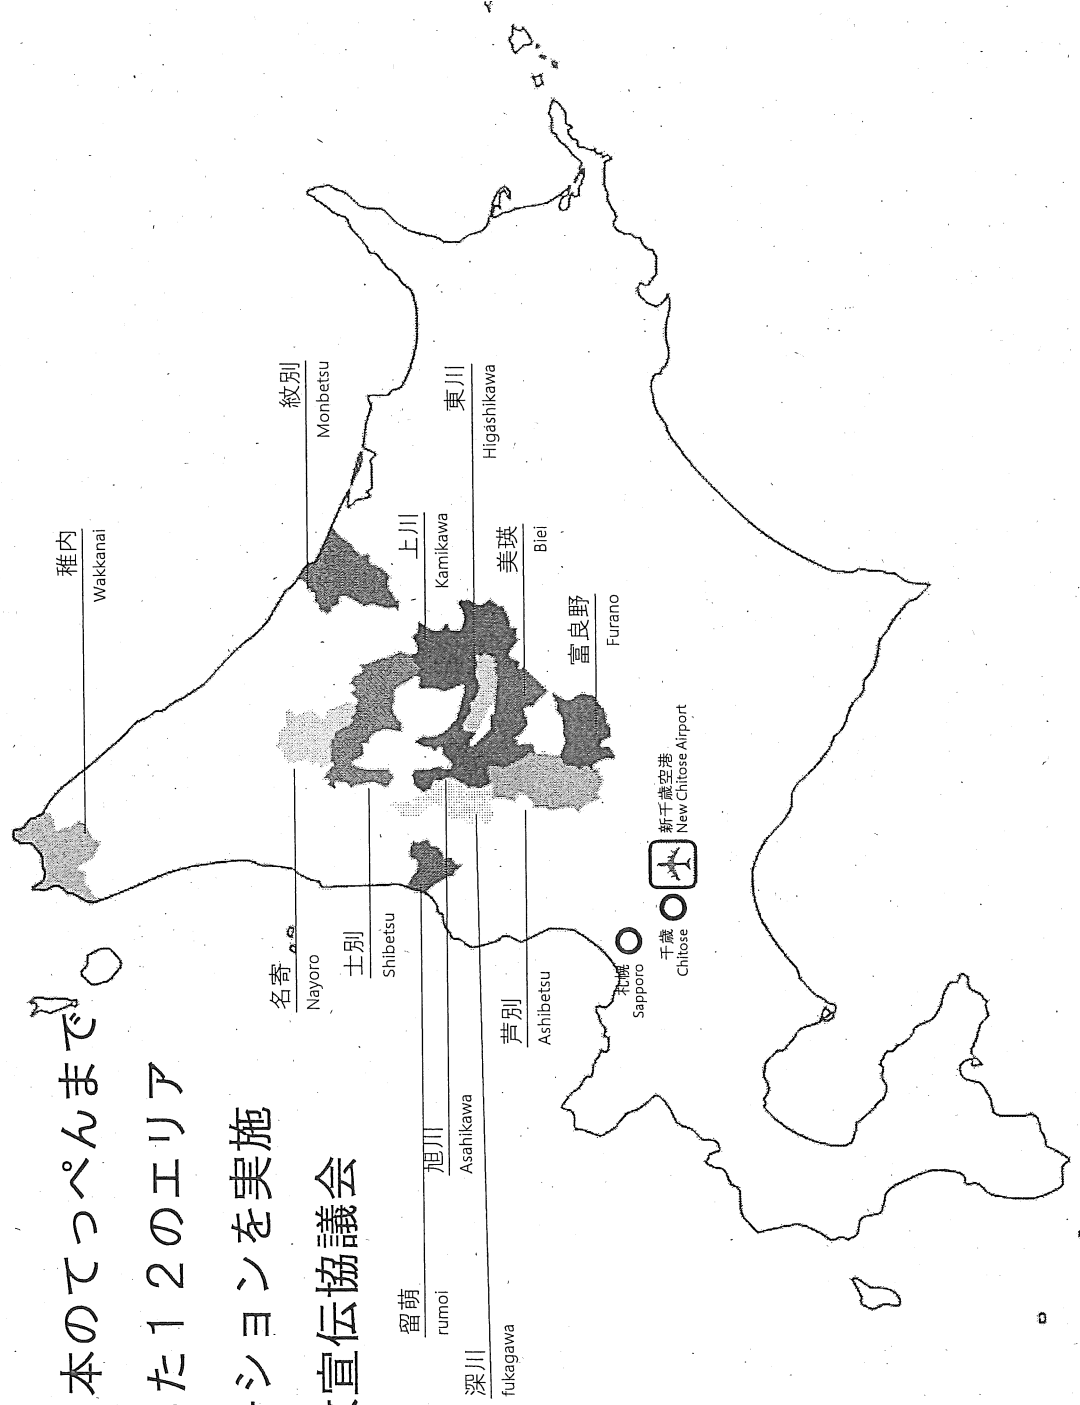 本のてっぺんまで
た１２のエリア
ションを実施
宣伝協議会
稚内
Wakkanai
紋別
Monbetsu
名寄
Nayoro
士別
Shibetsu
上川
Kamikawa
東川
Higashikawa
美瑛
Biei
富良野
Furano
留萌
rumoi
旭川
Asahikawa
深川
fukagawa
芦別
Ashibetsu
札幌
Sapporo
千歳
Chitose
新千歳空港
New Chitose Airport